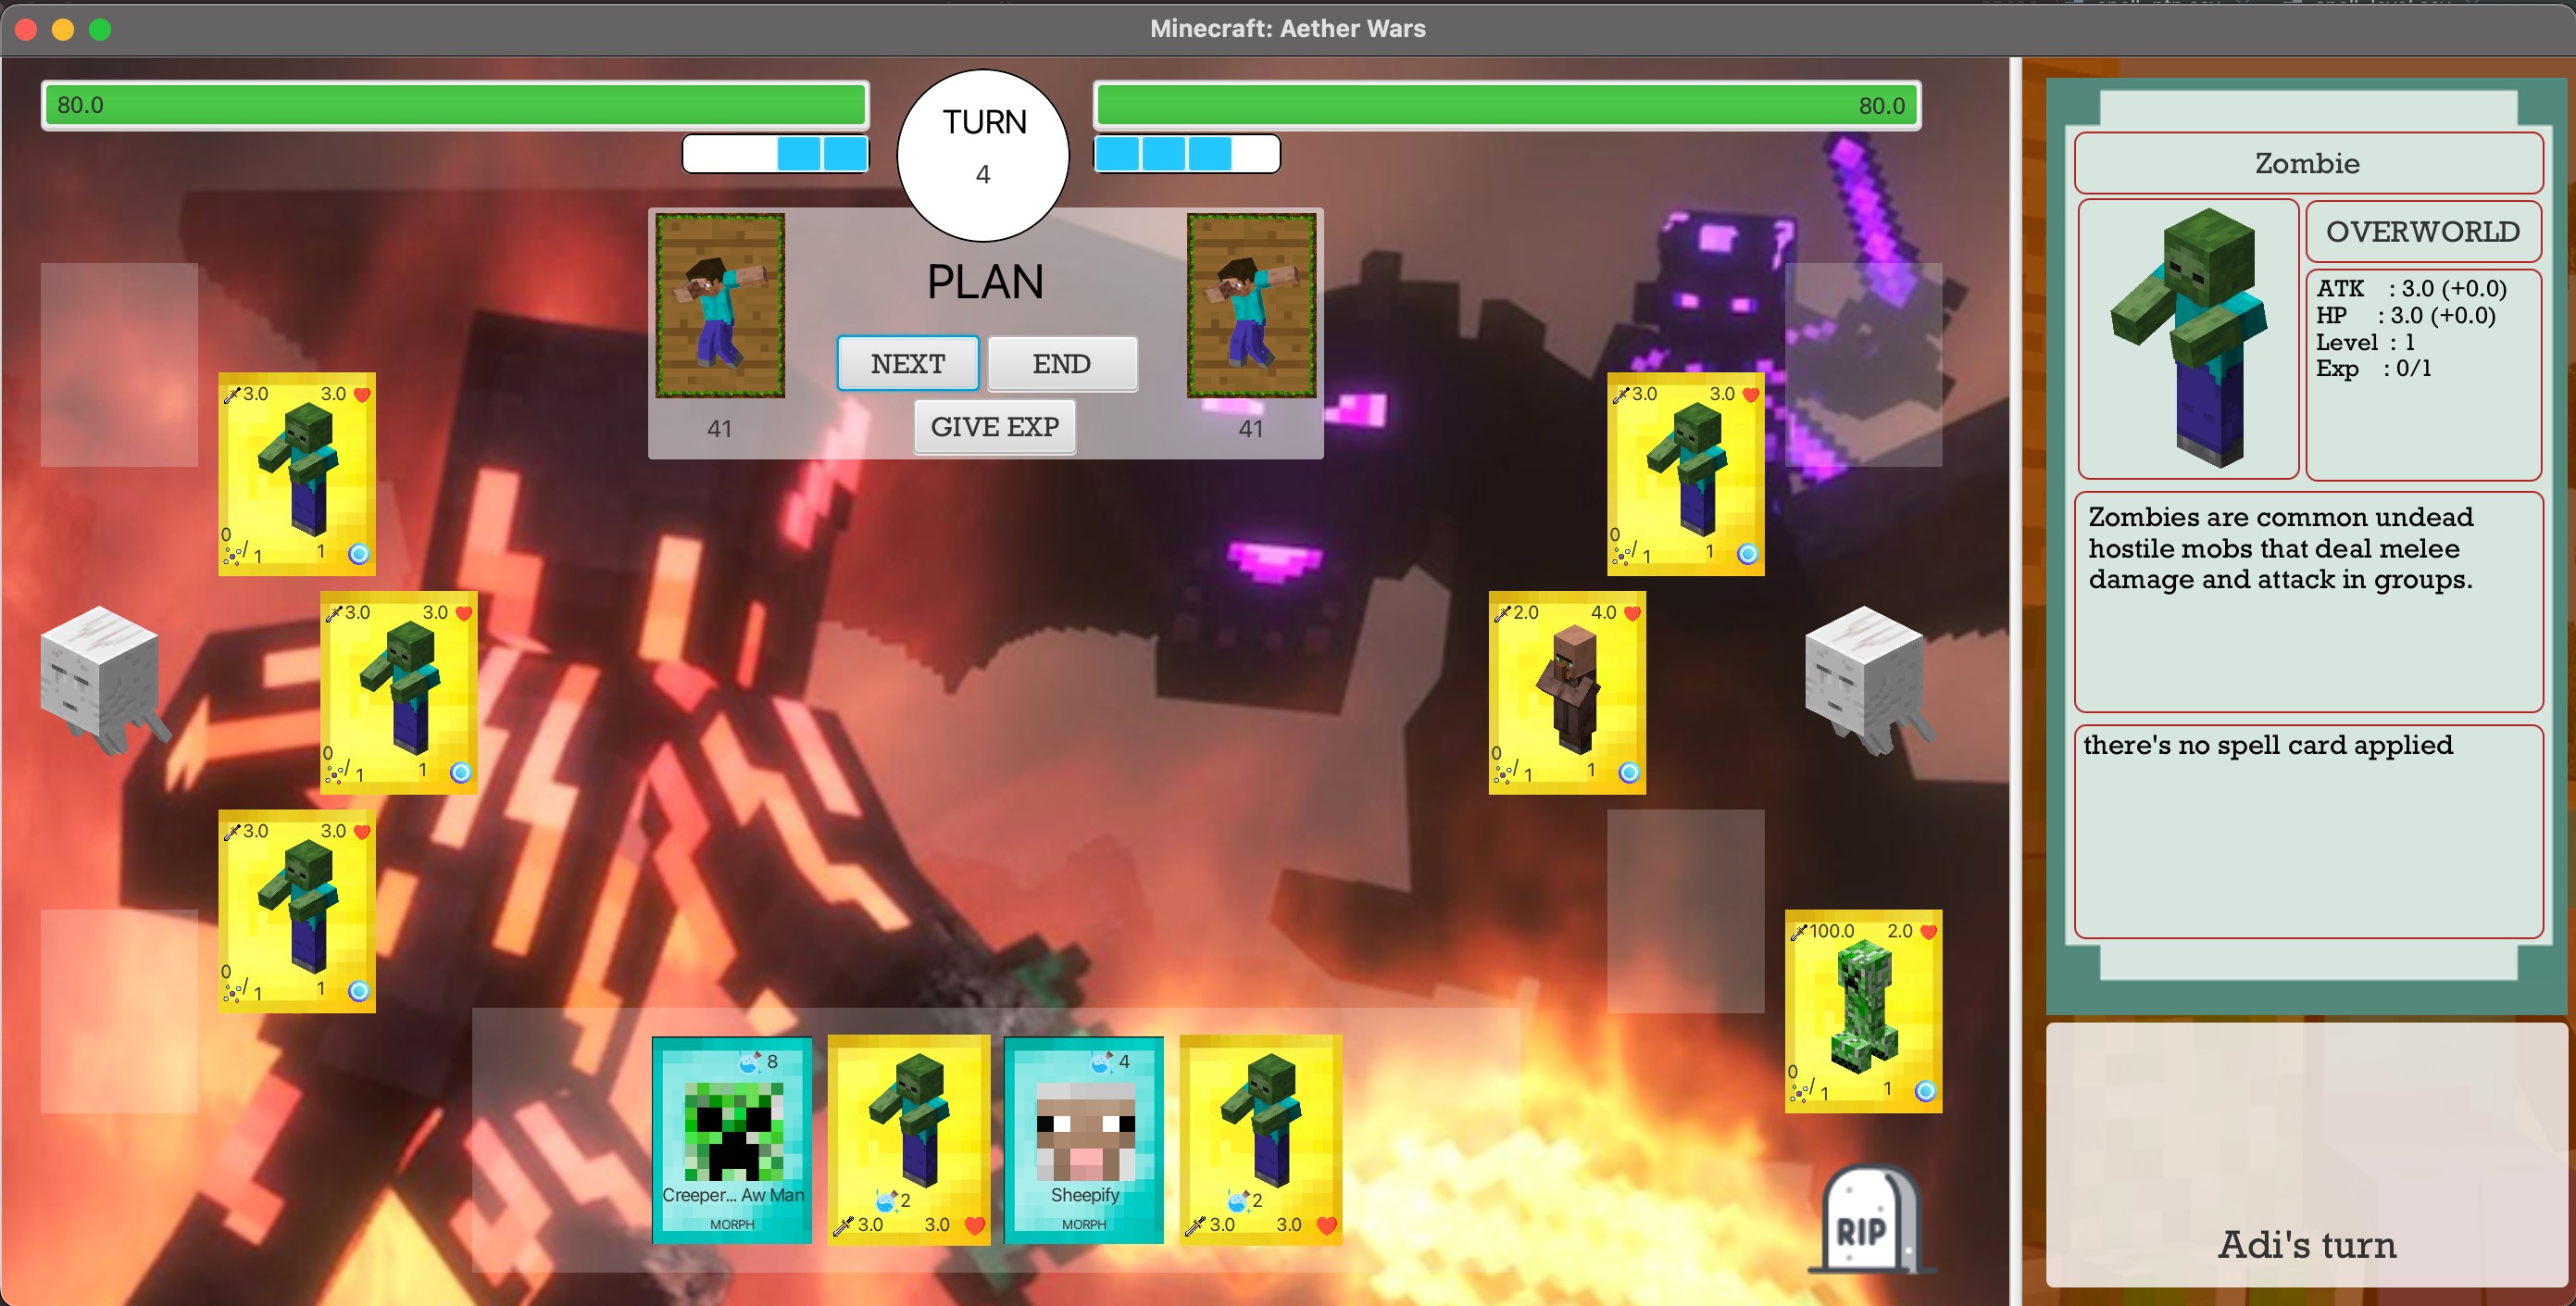 Minecraft: Aether Wars
80.0
TURN
4
80.0
PLAN
NEXT
END
GIVE EXP
41
41
3.0 3.0
0
/ 1
1
3.0 3.0
0
/ 1
1
3.0 3.0
0
/ 1
1
3.0 3.0
0
/ 1
1
2.0 4.0
0
/ 1
1
100.0 2.0
0
/ 1
1
8
Creeper... Aw Man
MORPH
2
3.0 3.0
4
Sheepify
MORPH
2
3.0 3.0
RIP
Zombie
OVERWORLD
ATK : 3.0 (+0.0)
HP : 3.0 (+0.0)
Level : 1
Exp : 0/1
Zombies are common undead
hostile mobs that deal melee
damage and attack in groups.
there's no spell card applied
Adi's turn